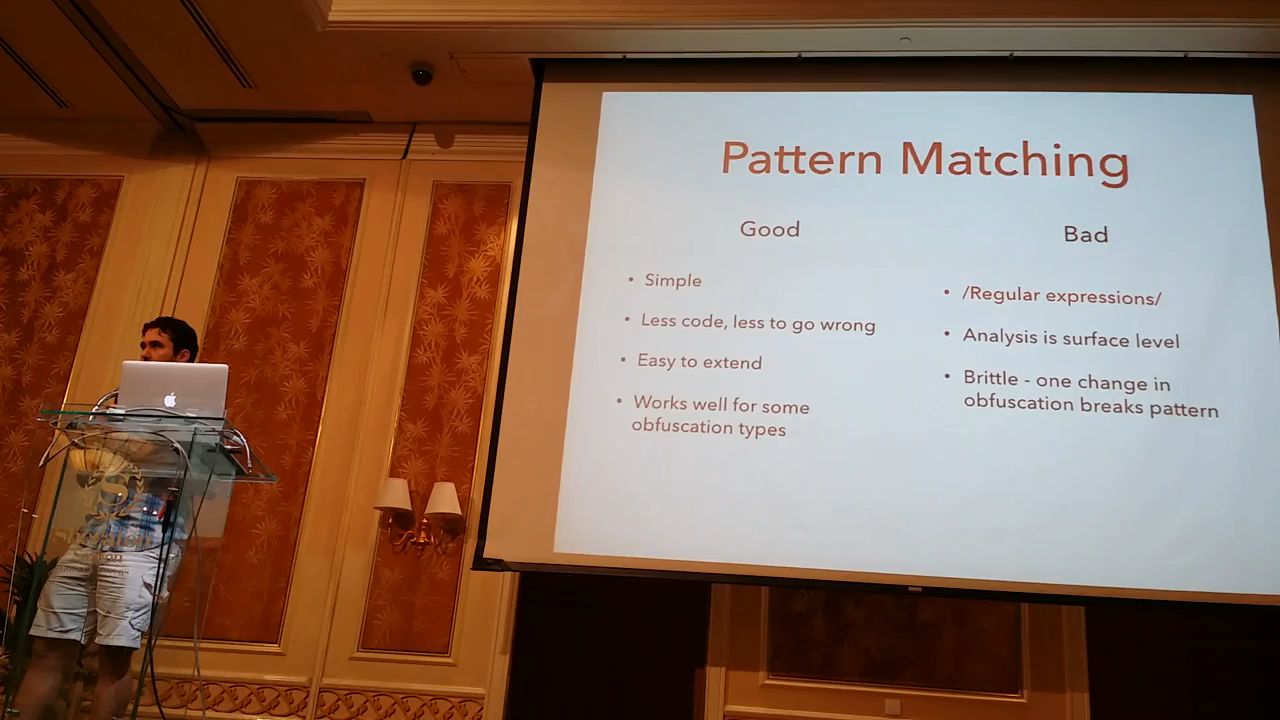 Pattern Matching
Good
• Simple
• Less code, less to go wrong
• Easy to extend
• Works well for some
obfuscation types
Bad
• /Regular expressions/
• Analysis is surface level
• Brittle - one change in
obfuscation breaks pattern
S